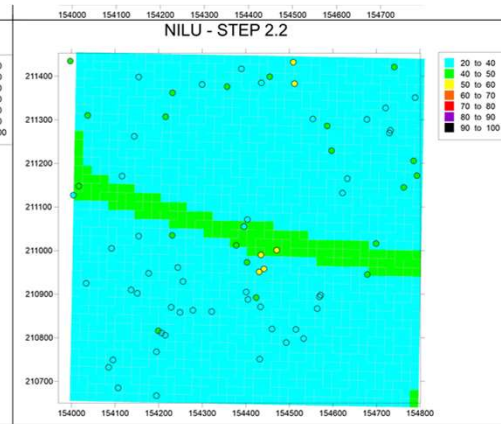 154000 154100 154200 154300 154400 154500 154600 154700
NILU - STEP 2.2
211400
211300
211200
211100
211000
210900
210800
210700
154000 154100 154200 154300 154400 154500 154600 154700 154800
20 to 40
40 to 50
50 to 60
60 to 70
70 to 80
80 to 90
90 to 100